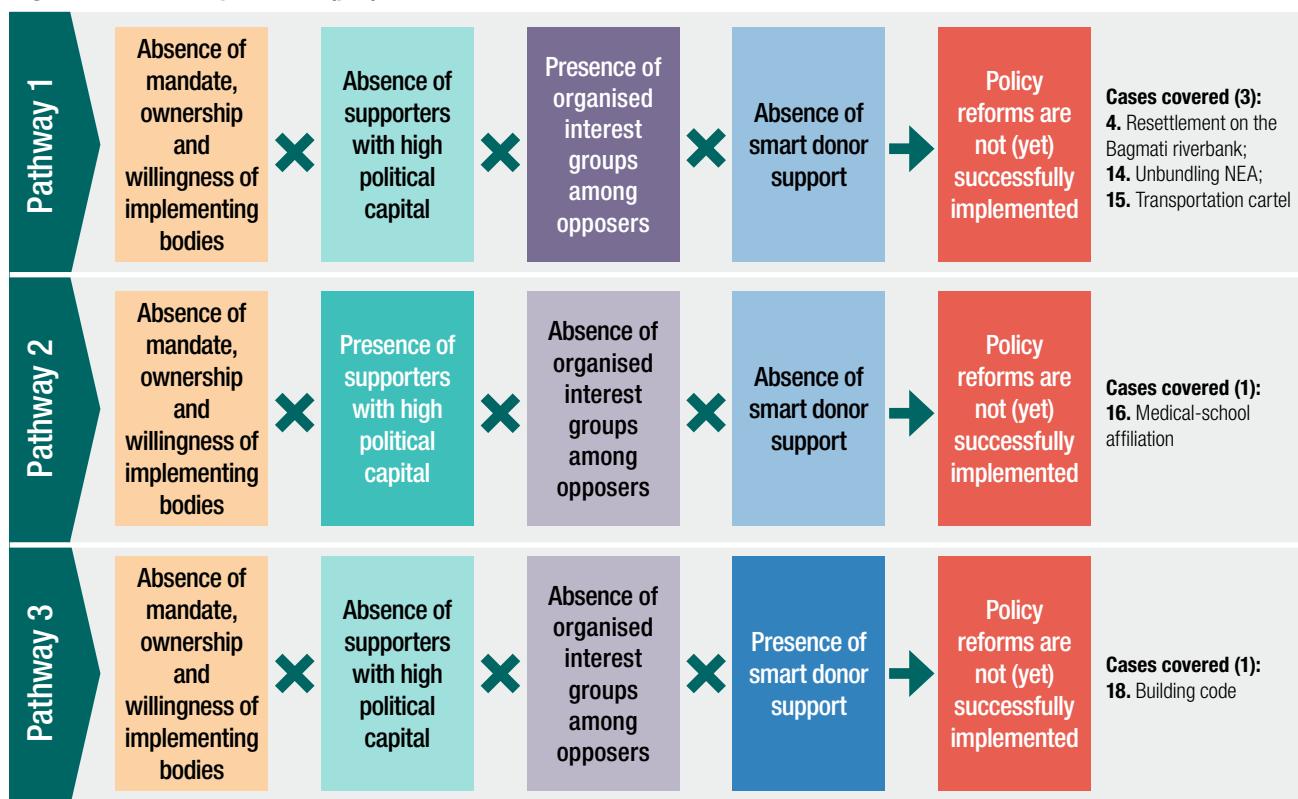 Pathway 1
Absence of
mandate,
ownership
and
willingness of
implementing
bodies
Absence of
supporters
with high
political
capital
Presence of
organised
interest
groups
among
opposers
Absence of
smart donor
support
Policy
reforms are
not (yet)
successfully
implemented
Cases covered (3):
4. Resettlement on the
Bagmati riverbank;
14. Unbundling NEA;
15. Transportation cartel
Pathway 2
Absence of
mandate,
ownership
and
willingness of
implementing
bodies
Presence of
supporters
with high
political
capital
Absence of
organised
interest
groups
among
opposers
Absence of
smart donor
support
Policy
reforms are
not (yet)
successfully
implemented
Cases covered (1):
16. Medical-school
affiliation
Pathway 3
Absence of
mandate,
ownership
and
willingness of
implementing
bodies
Absence of
supporters
with high
political
capital
Absence of
organised
interest
groups
among
opposers
Presence of
smart donor
support
Policy
reforms are
not (yet)
successfully
implemented
Cases covered (1):
18. Building code